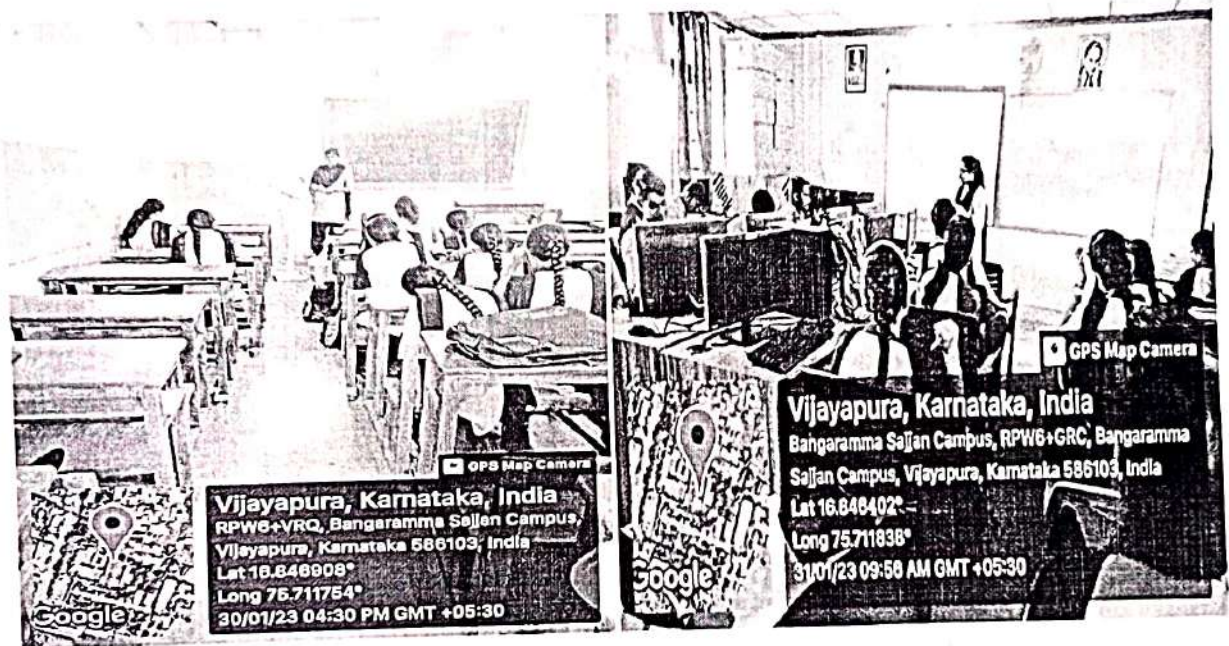 GPS Map Camera
Vijayapura, Karnataka, India
RPW6+VRQ, Bangaramma Sajjan Campus,
Vijayapura, Karnataka 586103, India
Lat 16.846908°
Long 75.711754°
30/01/23 04:30 PM GMT +05:30
Google
GPS Map Camera
Vijayapura, Karnataka, India
Bangaramma Sajjan Campus, RPW6+GRC, Bangaramma
Sajjan Campus, Vijayapura, Karnataka 586103, India
Lat 16.846402°
Long 75.711838°
31/01/23 09:56 AM GMT +05:30
Google